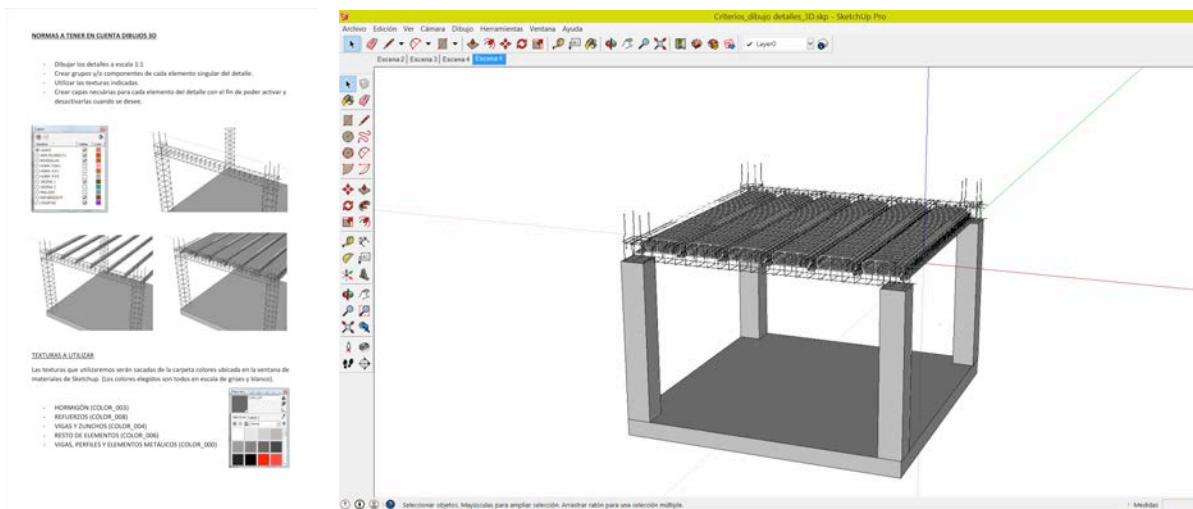 NORMAS A TENER EN CUENTA DIBUJOS 3D
- Dibujar los detalles a escala 1:1
- Crear grupos y/o componentes de cada elemento singular del detalle.
- Utilizar las texturas indicadas.
- Crear capas necsárias para cada elemento del detalle con el fin de poder activar y
desactivarlas cuando se desee.
TEXTURAS A UTILIZAR
Las texturas que utilizaremos serán sacadas de la carpeta colores ubicada en la ventana de
materiales de Sketchup. (Los colores elegidos son todos en escala de grises y blanco).
- HORMIGÓN (COLOR_003)
- REFUERZOS (COLOR_008)
- VIGAS Y ZUNCHOS (COLOR_004)
- RESTO DE ELEMENTOS (COLOR_006)
- VIGAS, PERFILES Y ELEMENTOS METÁLICOS (COLOR_000)
Criterios_dibujo detalles_3D.skp - SketchUp Pro
Archivo Edición Ver Cámara Dibujo Herramientas Ventana Ayuda
Layer0
Escena 2 Escena 3 Escena 4
Seleccionar objetos. Mayúsculas para ampliar selección. Arrastrar ratón para una selección múltiple.
Medidas